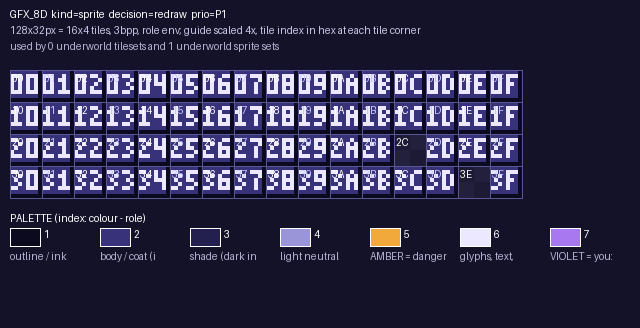 GFX_8D kind=sprite decision=redraw prio=P1
128x32px = 16x4 tiles, 3bpp, role env; guide scaled 4x, tile index in hex at each tile corner
used by 0 underworld tilesets and 1 underworld sprite sets
00 01 02 03 04 05 06 07 08 09 0A 0B 0C 0D 0E 0F
10 11 12 13 14 15 16 17 18 19 1A 1B 1C 1D 1E 1F
20 21 22 23 24 25 26 27 28 29 2A 2B 2C 2D 2E 2F
30 31 32 33 34 35 36 37 38 39 3A 3B 3C 3D 3E 3F
PALETTE (index: colour - role)
1 2 3 4 5 6 7
outline / ink body / coat (i shade (dark in light neutral AMBER = danger glyphs, text, VIOLET = you: